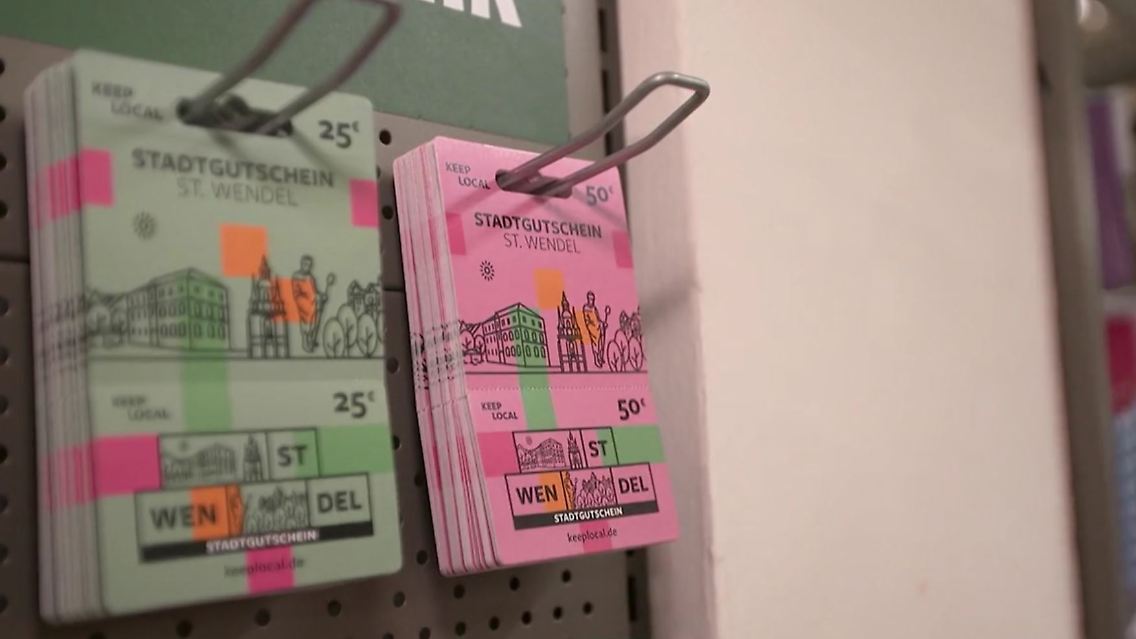 KEEP
LOCAL
25€
STADTGUTSCHEIN
ST. WENDEL
KEEP
LOCAL
25€
ST
WEN DEL
STADTGUTSCHEIN
keeplocal.de
KEEP
LOCAL
50€
STADTGUTSCHEIN
ST. WENDEL
KEEP
LOCAL
50€
ST
WEN DEL
STADTGUTSCHEIN
keeplocal.de